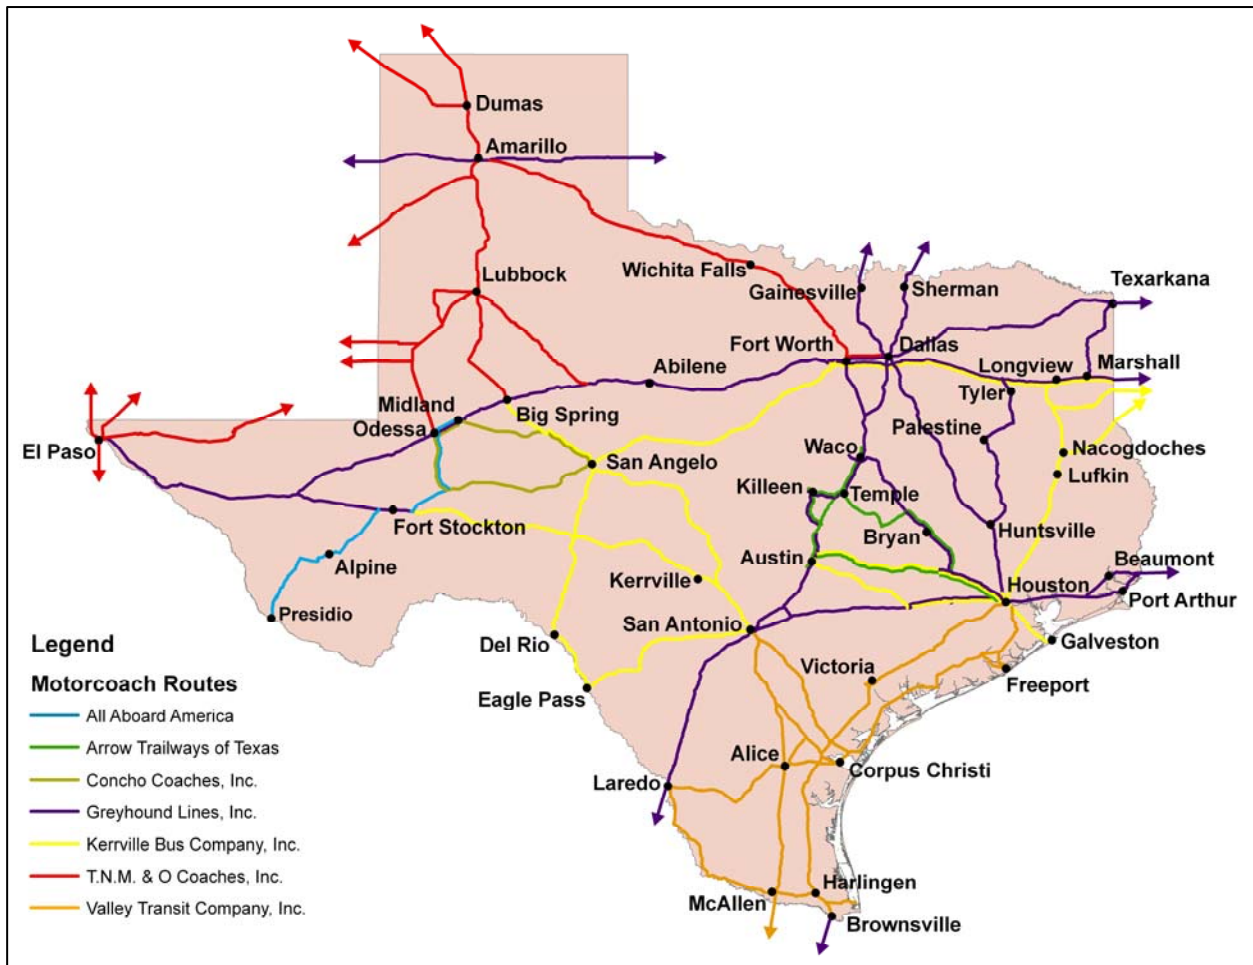 Dumas
Amarillo
Lubbock
Wichita Falls
Gainesville
Sherman
Texarkana
Fort Worth
Dallas
Abilene
Longview
Marshall
Tyler
Midland
Odessa
Big Spring
El Paso
Palestine
Nacogdoches
Waco
San Angelo
Lufkin
Killeen
Temple
Fort Stockton
Bryan
Huntsville
Austin
Beaumont
Alpine
Kerrville
Houston
Port Arthur
Presidio
San Antonio
Del Rio
Galveston
Victoria
Freeport
Eagle Pass
Alice
Corpus Christi
Laredo
Harlingen
McAllen
Brownsville
Legend
Motorcoach Routes
All Aboard America
Arrow Trailways of Texas
Concho Coaches, Inc.
Greyhound Lines, Inc.
Kerrville Bus Company, Inc.
T.N.M. & O Coaches, Inc.
Valley Transit Company, Inc.